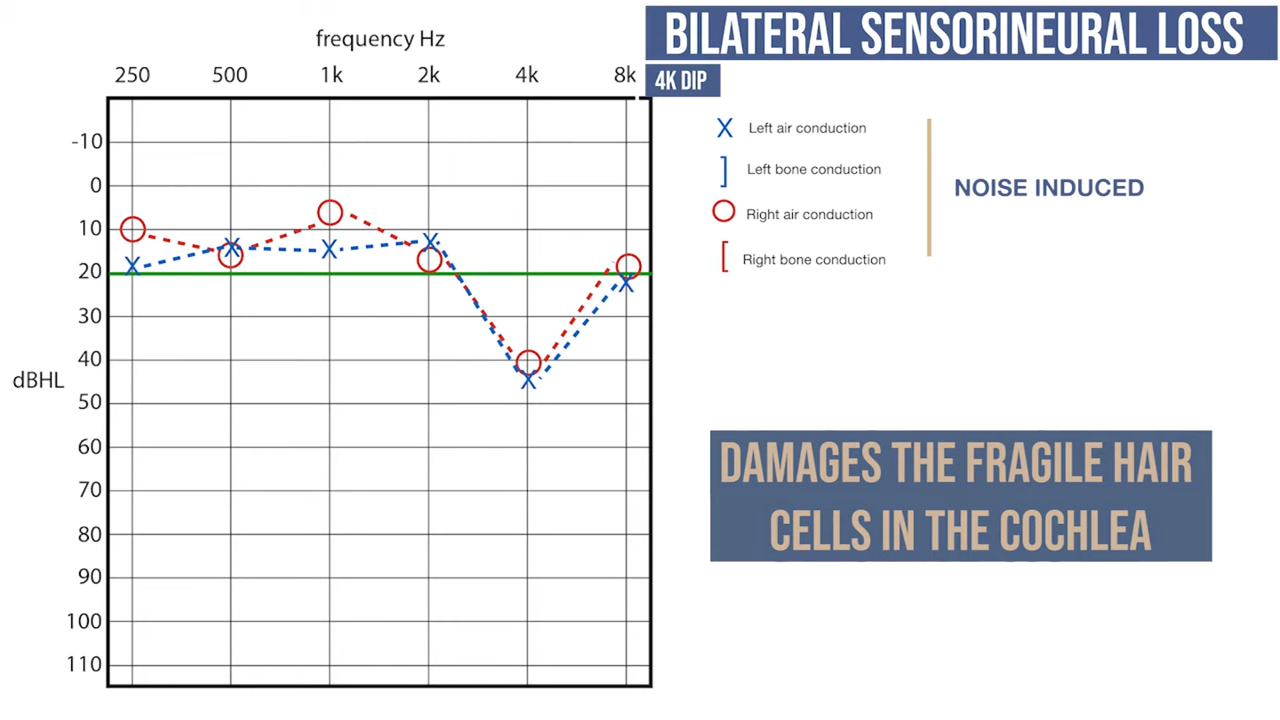 frequency Hz
250 500 1k 2k 4k 8k
-10
0
10
20
30
40
dBHL
50
60
70
80
90
100
110
BILATERAL SENSORINEURAL LOSS
4K DIP
X Left air conduction
] Left bone conduction
O Right air conduction
[ Right bone conduction
NOISE INDUCED
DAMAGES THE FRAGILE HAIR
CELLS IN THE COCHLEA